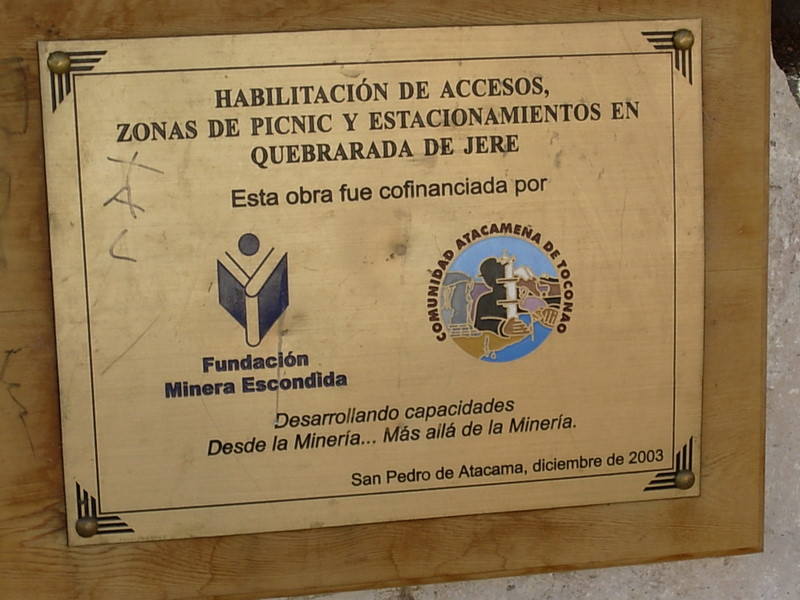 HABILITACIÓN DE ACCESOS,
ZONAS DE PICNIC Y ESTACIONAMIENTOS EN
QUEBRARADA DE JERE
Esta obra fue cofinanciada por
COMUNIDAD ATACAMEÑA DE TOCONAO
Fundación
Minera Escondida
Desarrollando capacidades
Desde la Minería... Más allá de la Minería.
San Pedro de Atacama, diciembre de 2003